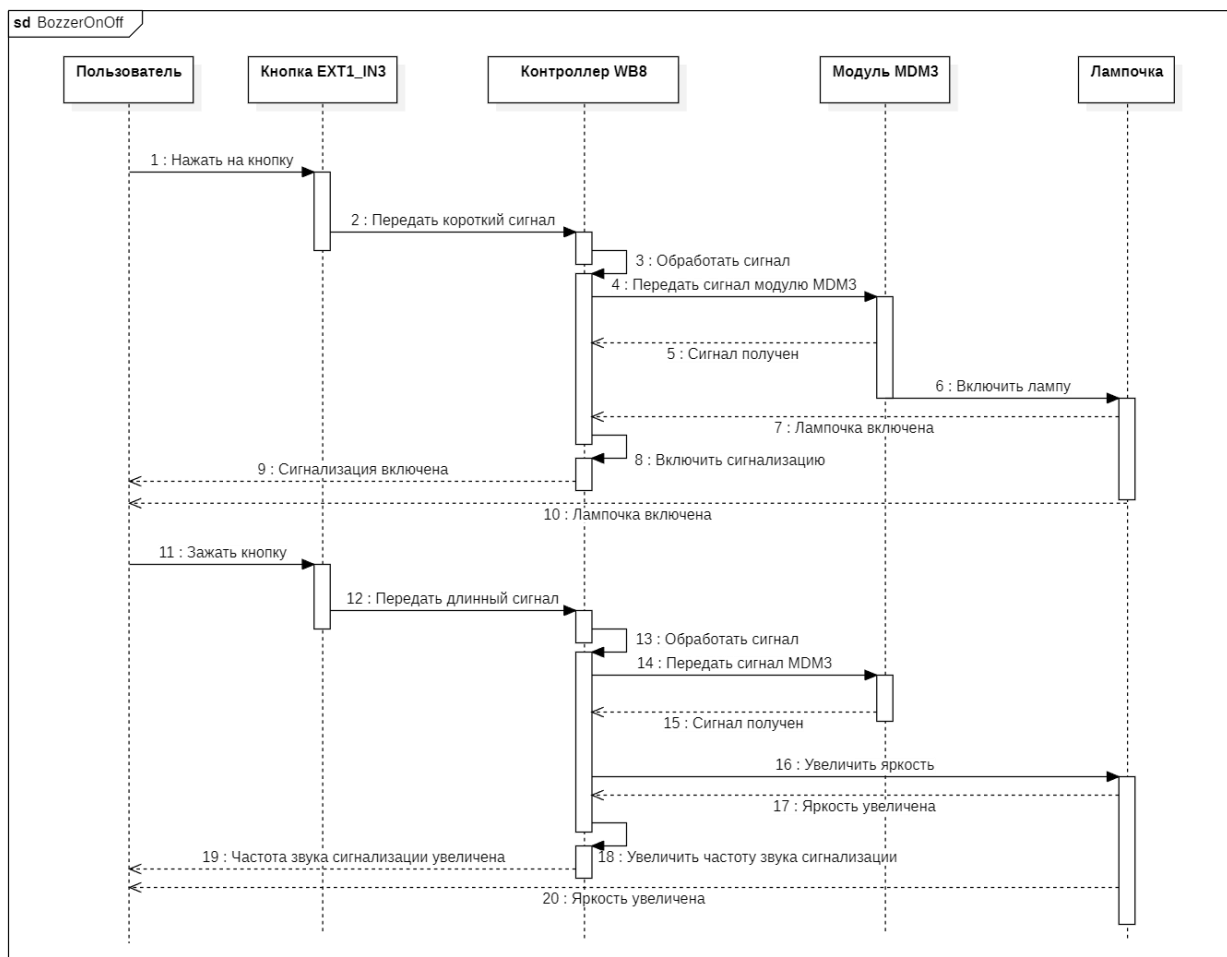 sd BozzerOnOff
Пользователь
Кнопка EXT1_IN3
Контроллер WB8
Модуль MDM3
Лампочка
1 : Нажать на кнопку
2 : Передать короткий сигнал
3 : Обработать сигнал
4 : Передать сигнал модулю MDM3
5 : Сигнал получен
6 : Включить лампу
7 : Лампочка включена
8 : Включить сигнализацию
9 : Сигнализация включена
10 : Лампочка включена
11 : Зажать кнопку
12 : Передать длинный сигнал
13 : Обработать сигнал
14 : Передать сигнал MDM3
15 : Сигнал получен
16 : Увеличить яркость
17 : Яркость увеличена
18 : Увеличить частоту звука сигнализации
19 : Частота звука сигнализации увеличена
20 : Яркость увеличена